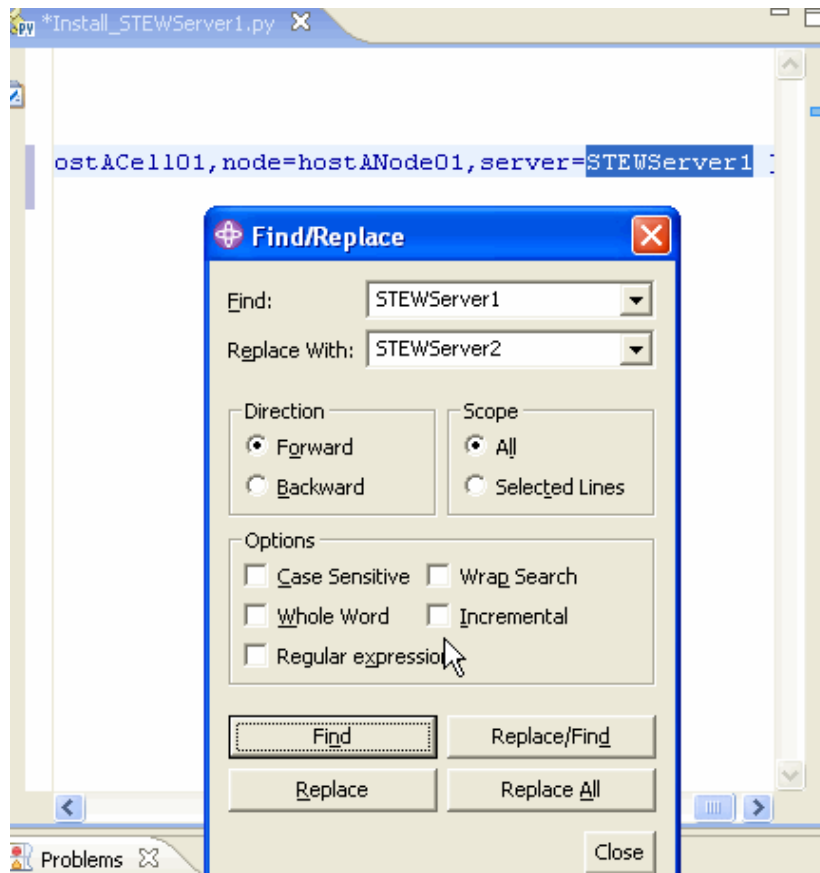 *Install_STEWServer1.py
ostACell01,node=hostANode01,server=STEWServer1 ]
Find/Replace
Find: STEWServer1
Replace With: STEWServer2
Direction
Forward
Backward
Scope
All
Selected Lines
Options
Case Sensitive
Wrap Search
Whole Word
Incremental
Regular expression
Find
Replace/Find
Replace
Replace All
Close
Problems